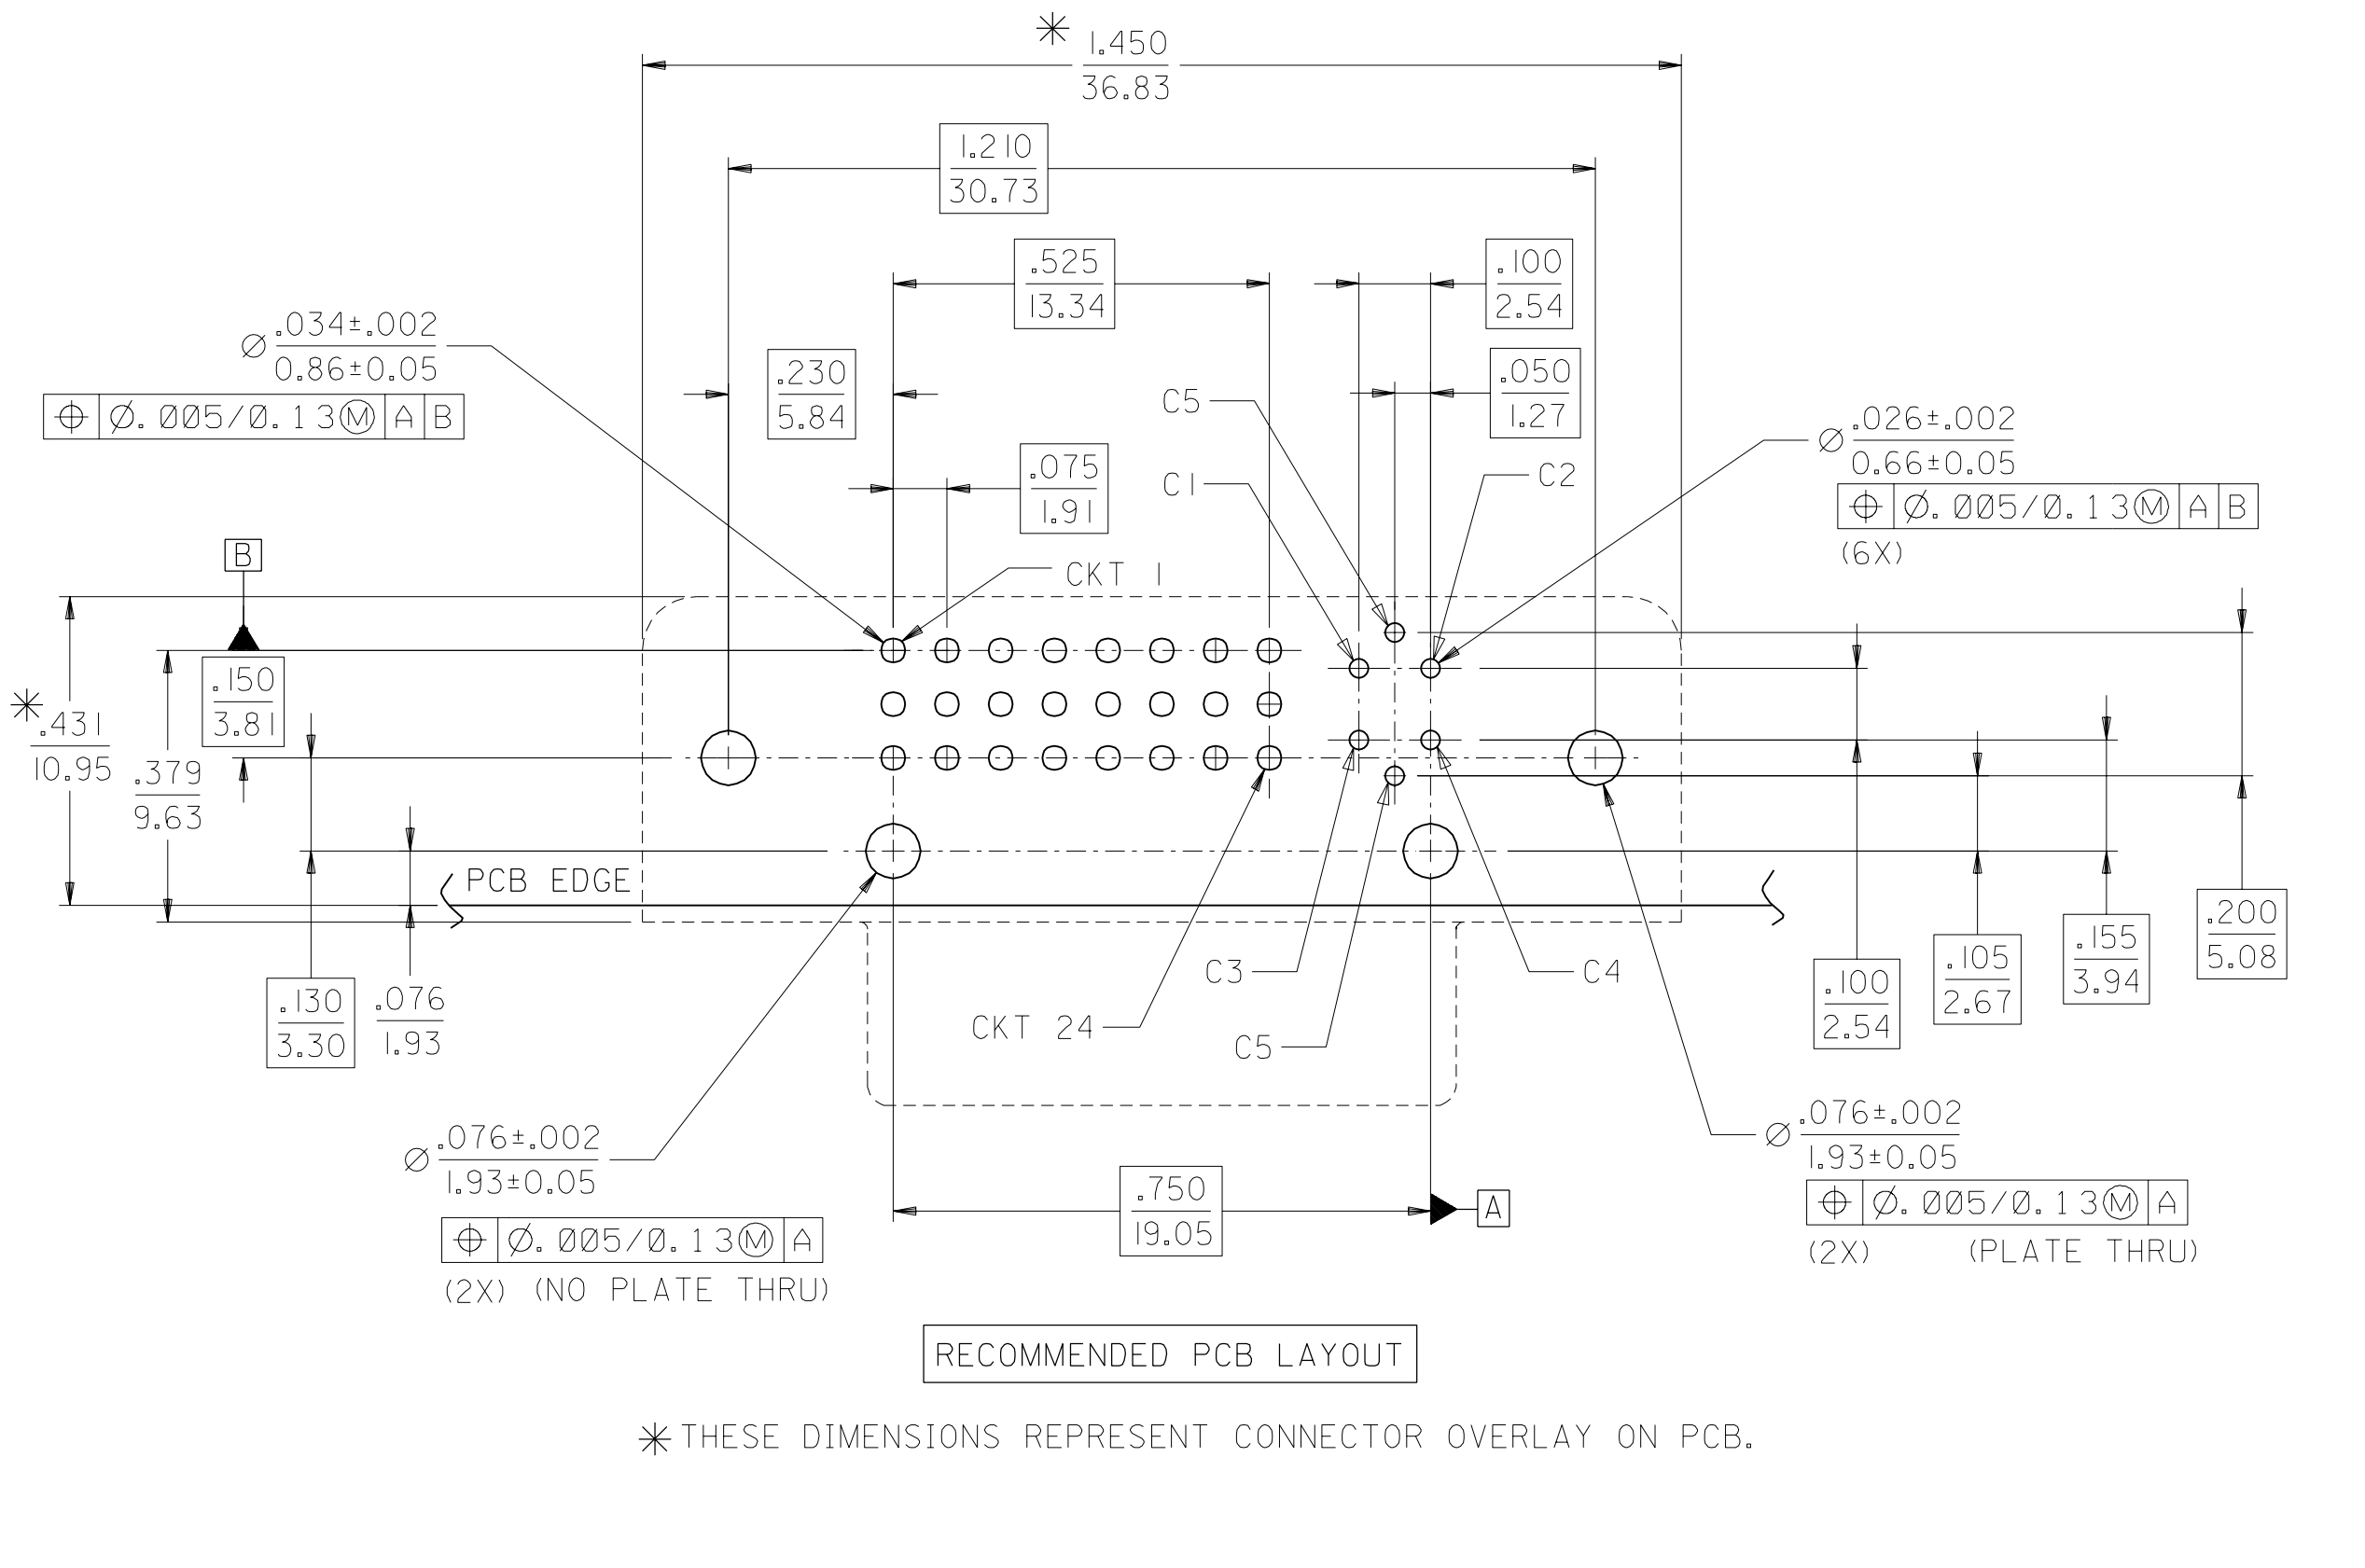 * 1.450
36.83
1.210
30.73
.525
13.34
.100
2.54
⌀ .034±.002
0.86±0.05
⌖ Ø.005/0.13Ⓜ A B
.230
5.84
C5
.050
1.27
⌀ .026±.002
0.66±0.05
⌖ Ø.005/0.13Ⓜ A B
(6X)
.075
1.91
C1
C2
CKT 1
B
.150
3.81
* .431
10.95
.379
9.63
PCB EDGE
.130
3.30
.076
1.93
C3
C4
CKT 24
C5
.100
2.54
.105
2.67
.155
3.94
.200
5.08
⌀ .076±.002
1.93±0.05
⌖ Ø.005/0.13Ⓜ A
(2X) (NO PLATE THRU)
.750
19.05
A
⌀ .076±.002
1.93±0.05
⌖ Ø.005/0.13Ⓜ A
(2X) (PLATE THRU)
RECOMMENDED PCB LAYOUT
* THESE DIMENSIONS REPRESENT CONNECTOR OVERLAY ON PCB.